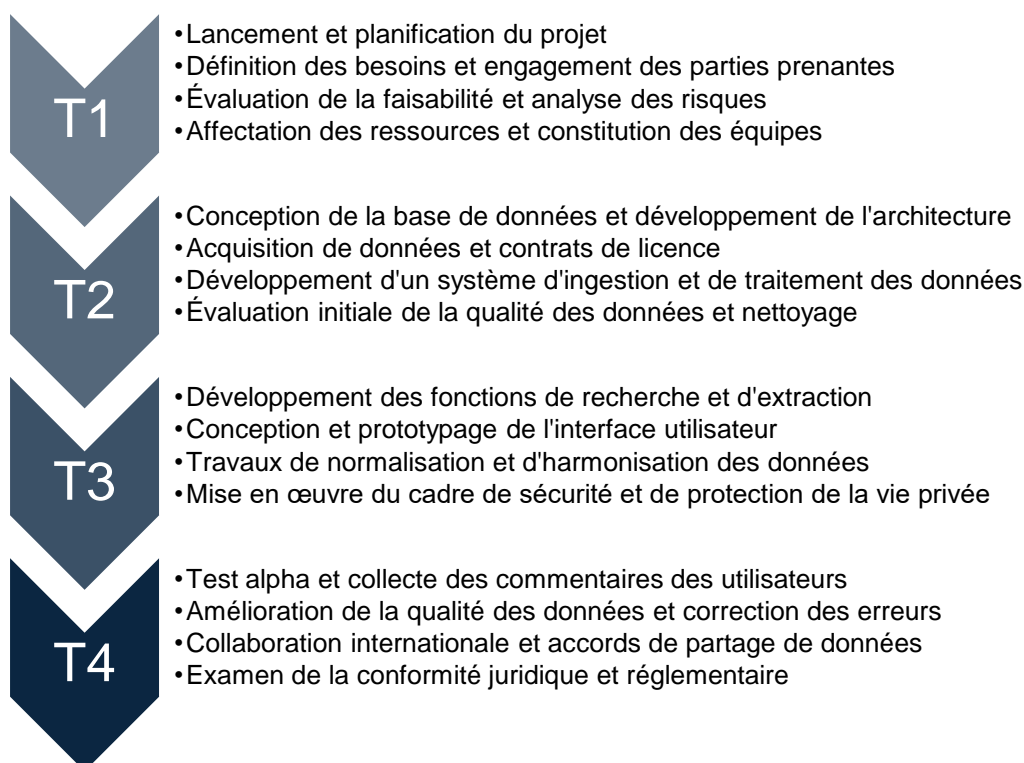 T1
•Lancement et planification du projet
•Définition des besoins et engagement des parties prenantes
•Évaluation de la faisabilité et analyse des risques
•Affectation des ressources et constitution des équipes
T2
•Conception de la base de données et développement de l'architecture
•Acquisition de données et contrats de licence
•Développement d'un système d'ingestion et de traitement des données
•Évaluation initiale de la qualité des données et nettoyage
T3
•Développement des fonctions de recherche et d'extraction
•Conception et prototypage de l'interface utilisateur
•Travaux de normalisation et d'harmonisation des données
•Mise en œuvre du cadre de sécurité et de protection de la vie privée
T4
•Test alpha et collecte des commentaires des utilisateurs
•Amélioration de la qualité des données et correction des erreurs
•Collaboration internationale et accords de partage de données
•Examen de la conformité juridique et réglementaire